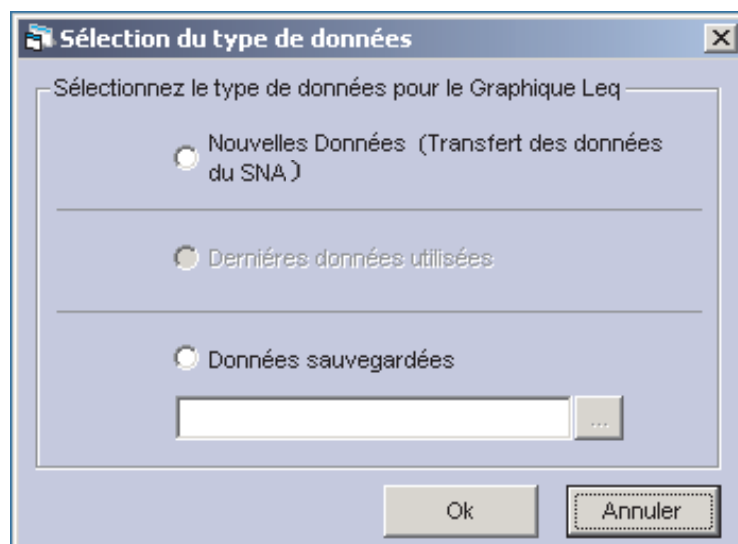 Sélection du type de données
Sélectionnez le type de données pour le Graphique Leq
Nouvelles Données (Transfert des données
du SNA)
Derniéres données utilisées
Données sauvegardées
...
Ok
Annuler